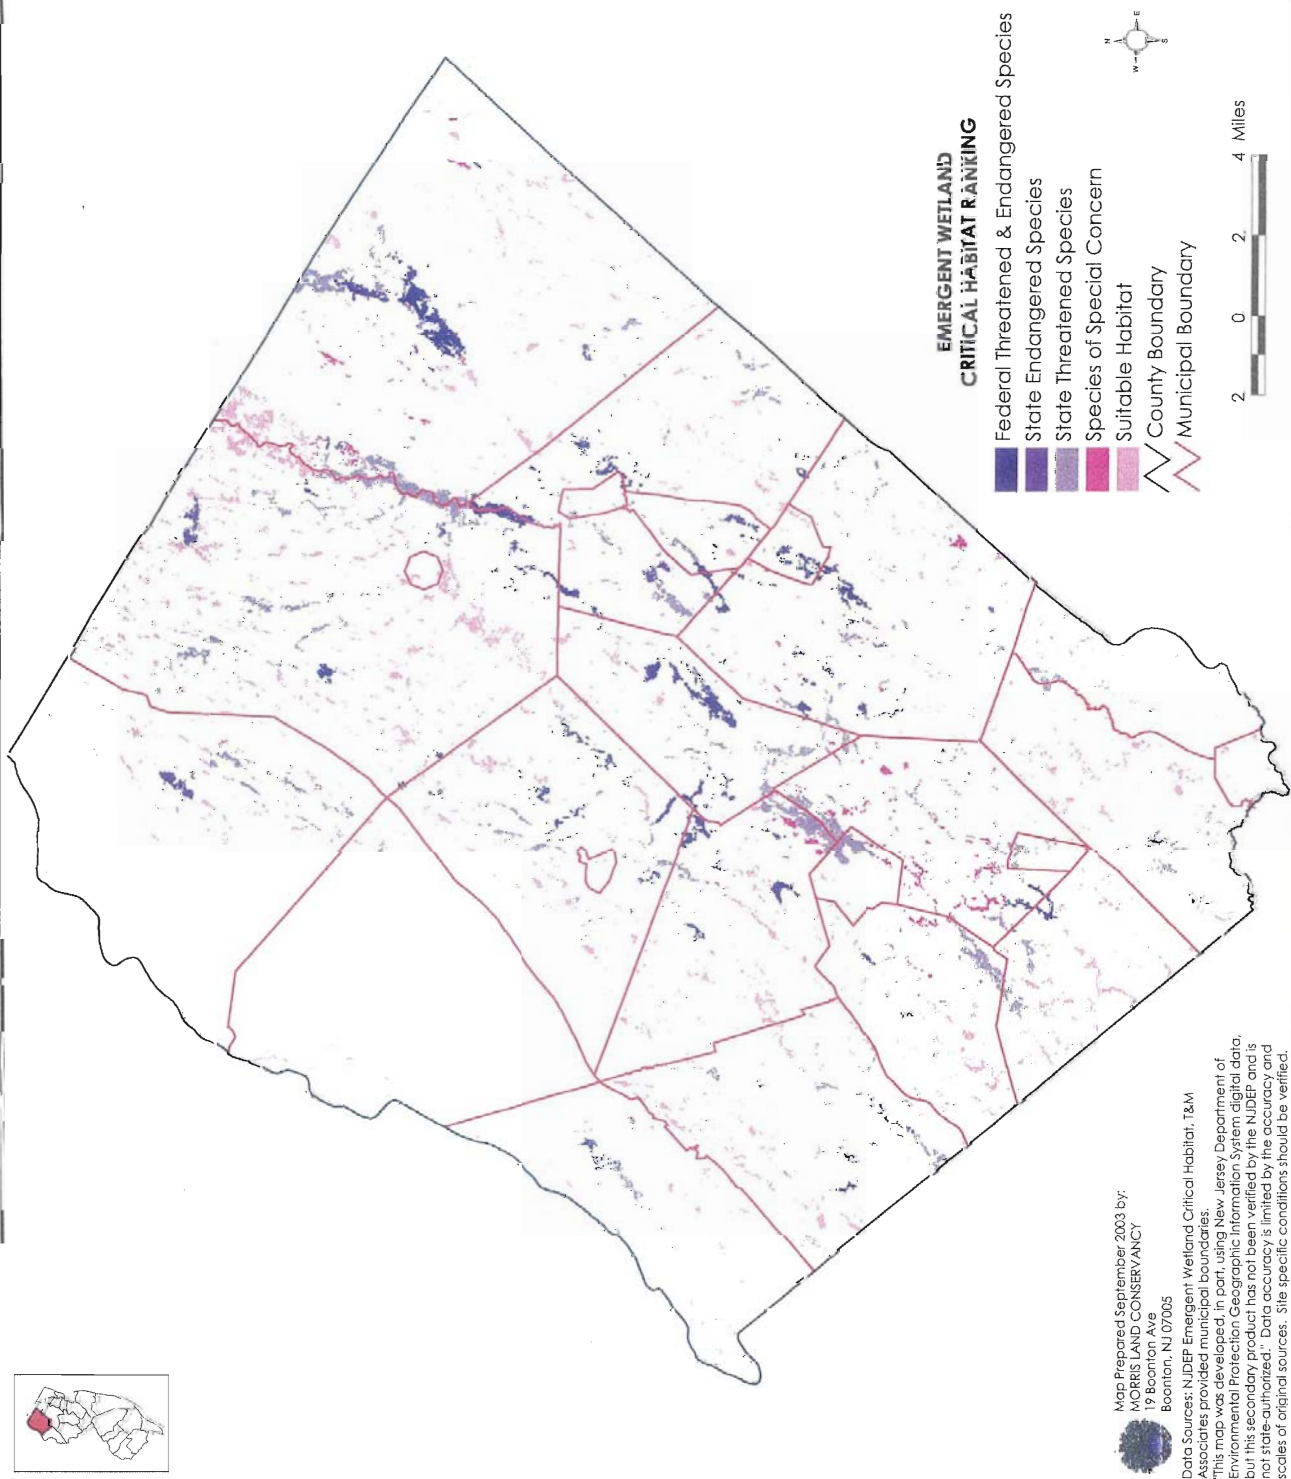 EMERGENT WETLAND
CRITICAL HABITAT RANKING
Federal Threatened & Endangered Species
State Endangered Species
State Threatened Species
Species of Special Concern
Suitable Habitat
County Boundary
Municipal Boundary
N
W
E
S
2 0 2 4 Miles
Map Prepared September 2003 by:
MORRIS LAND CONSERVANCY
19 Boonton Ave
Boonton, NJ 07005
Data Sources: NJDEP Emergent Wetland Critical Habitat, T&M
Associates provided municipal boundaries.
"This map was developed, in part, using New Jersey Department of
Environmental Protection Geographic Information System digital data,
but this secondary product has not been verified by the NJDEP and is
not state-authorized." Data accuracy is limited by the accuracy and
scales of original sources. Site specific conditions should be verified.